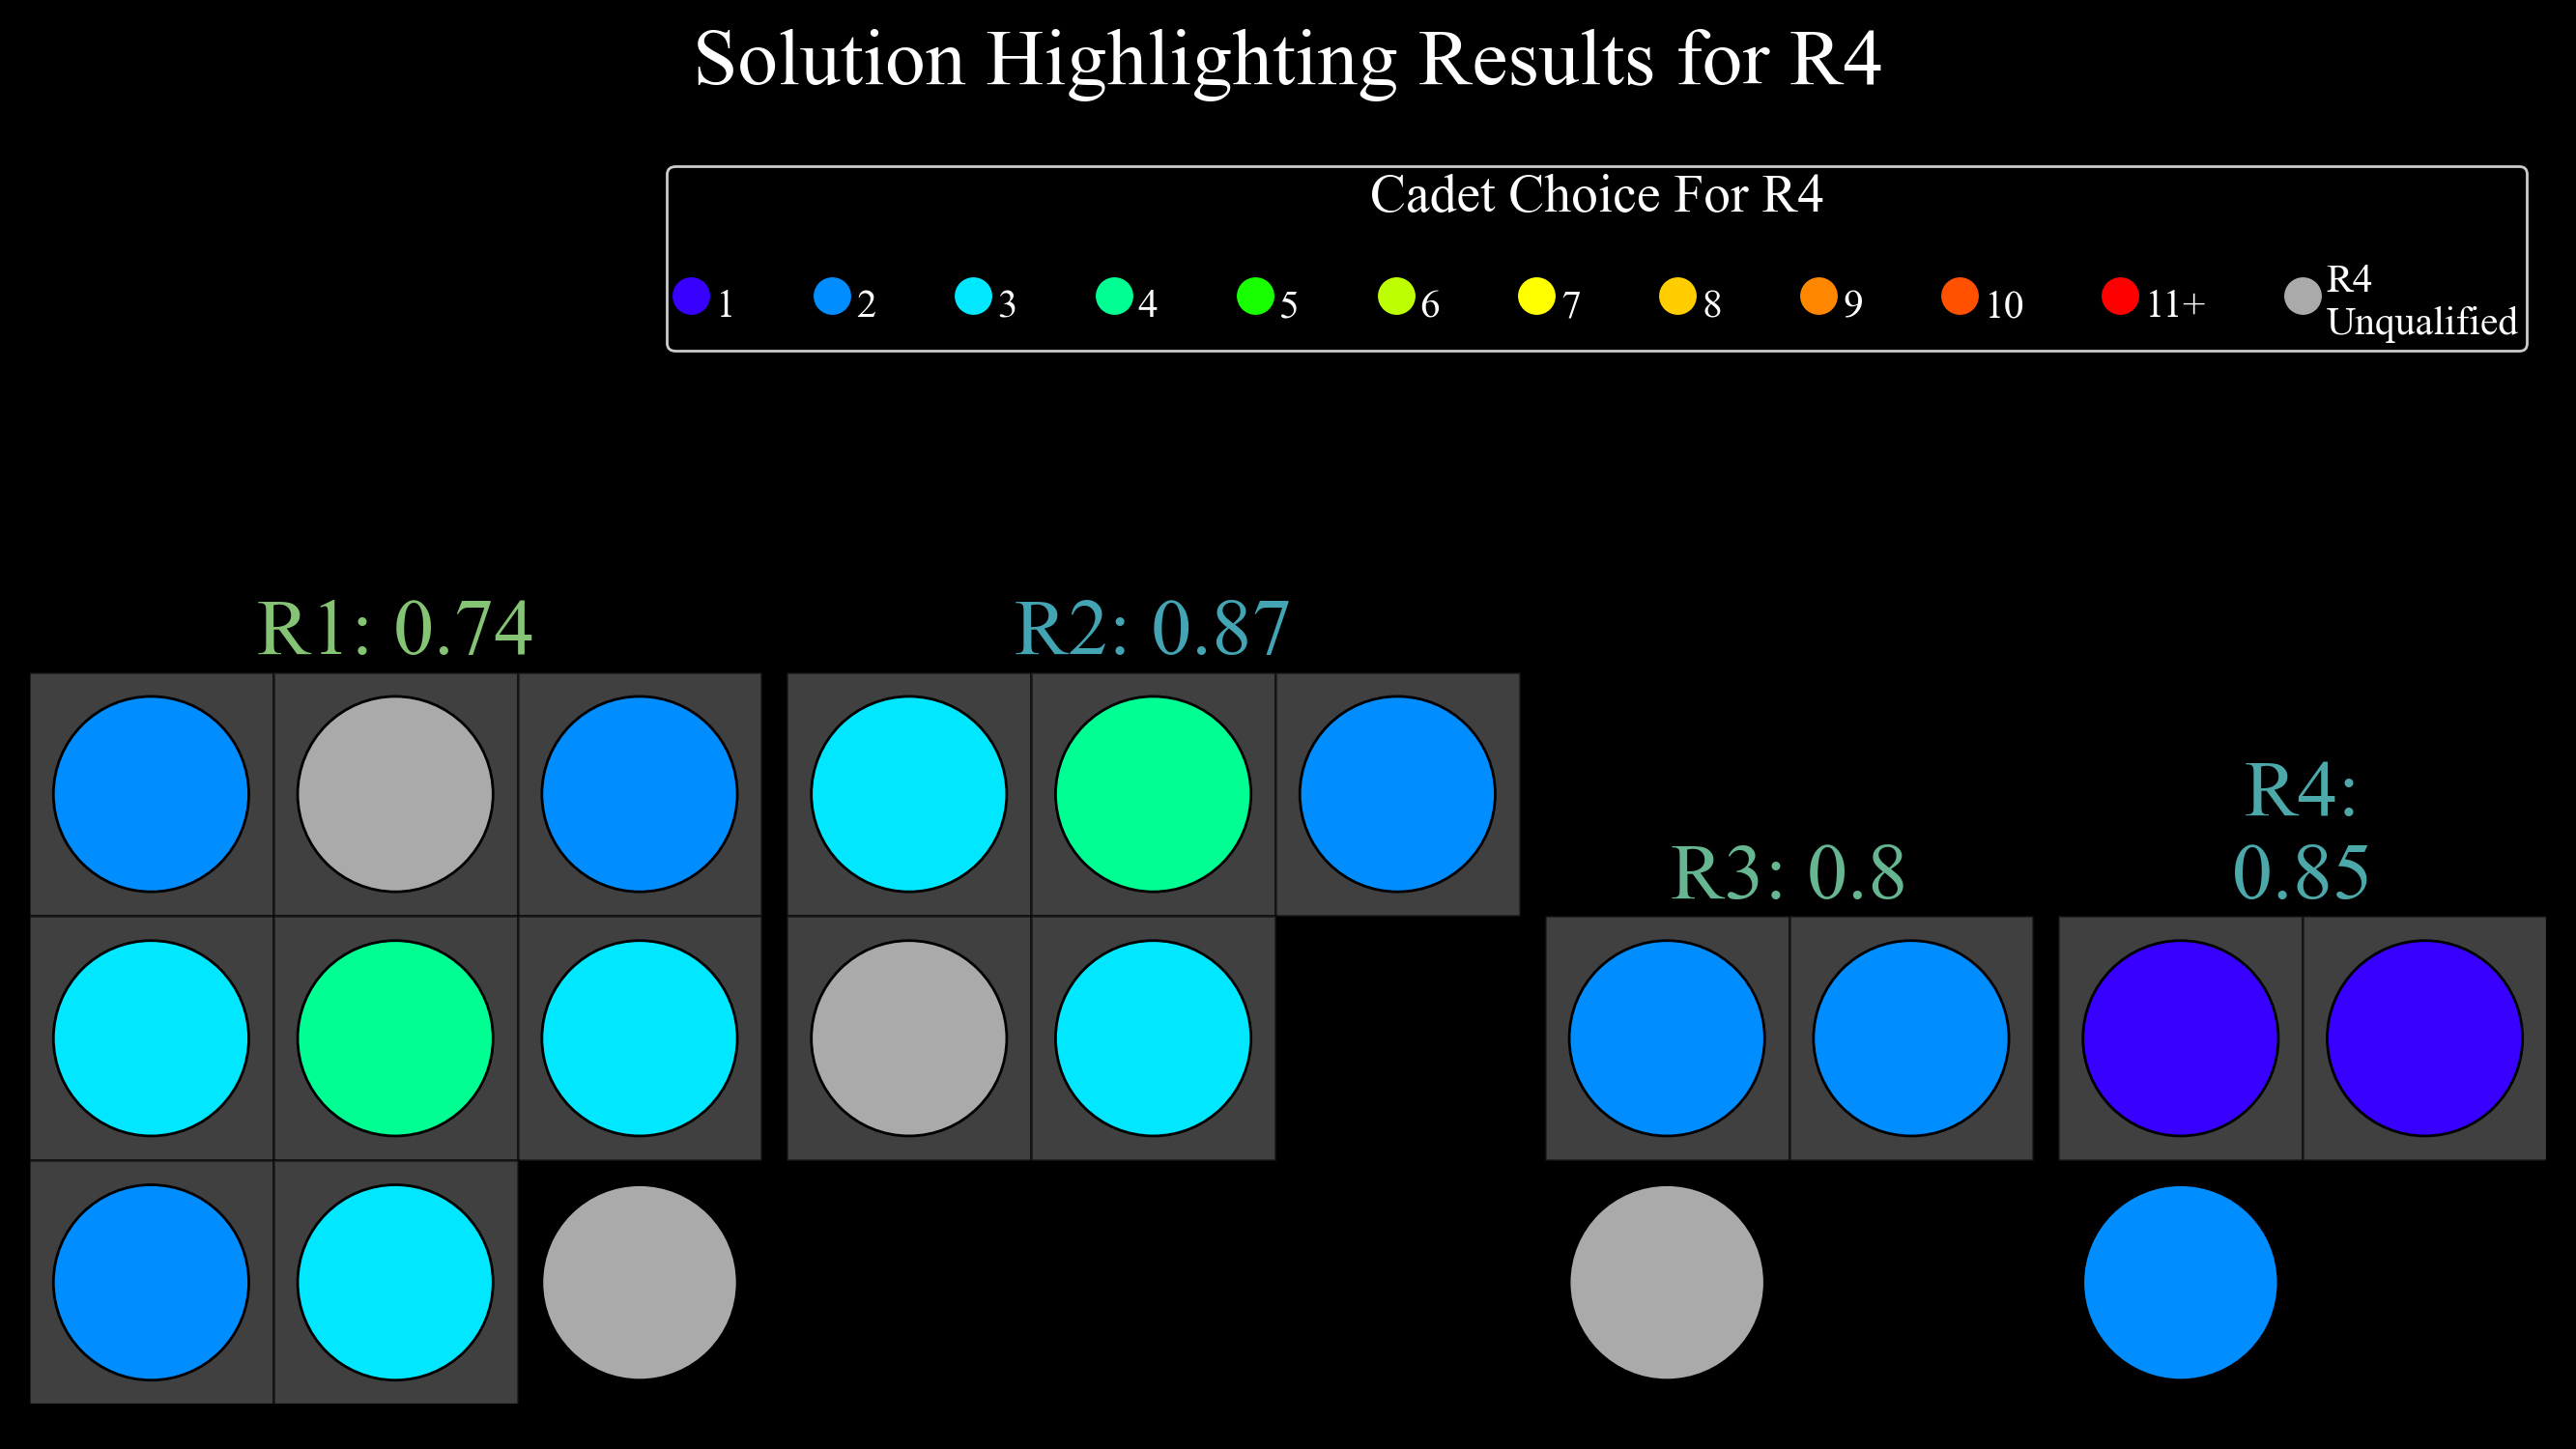 Solution Highlighting Results for R4
Cadet Choice For R4
1
2
3
4
5
6
7
8
9
10
11+
R4
Unqualified
R1: 0.74
R2: 0.87
R3: 0.8
R4:
0.85